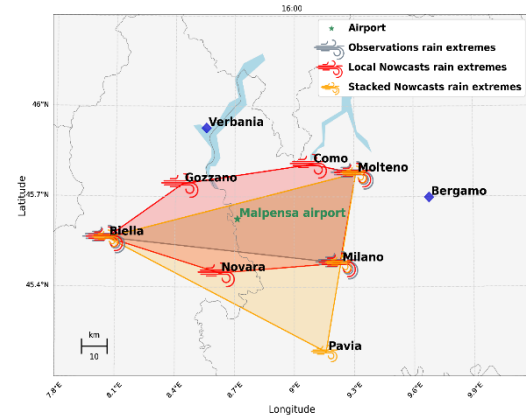 16:00
Airport
Observations rain extremes
Local Nowcasts rain extremes
Stacked Nowcasts rain extremes
46°N
Verbania
Como
Molteno
Gozzano
45.7°N
Bergamo
Malpensa airport
Biella
Milano
Novara
45.4°N
km
10
Pavia
7.8°E
8.1°E
8.4°E
8.7°E
9°E
9.3°E
9.6°E
9.9°E
Latitude
Longitude